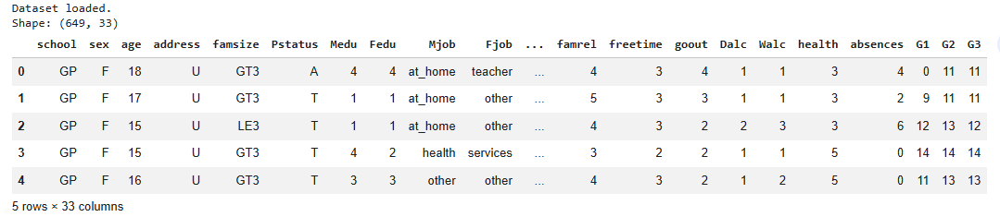 Dataset loaded.
Shape: (649, 33)
school sex age address famsize Pstatus Medu Fedu Mjob Fjob ... famrel freetime goout Dalc Walc health absences G1 G2 G3
0 GP F 18 U GT3 A 4 4 at_home teacher ... 4 3 4 1 1 3 4 0 11 11
1 GP F 17 U GT3 T 1 1 at_home other ... 5 3 3 1 1 3 2 9 11 11
2 GP F 15 U LE3 T 1 1 at_home other ... 4 3 2 2 3 3 6 12 13 12
3 GP F 15 U GT3 T 4 2 health services ... 3 2 2 1 1 5 0 14 14 14
4 GP F 16 U GT3 T 3 3 other other ... 4 3 2 1 2 5 0 11 13 13
5 rows × 33 columns